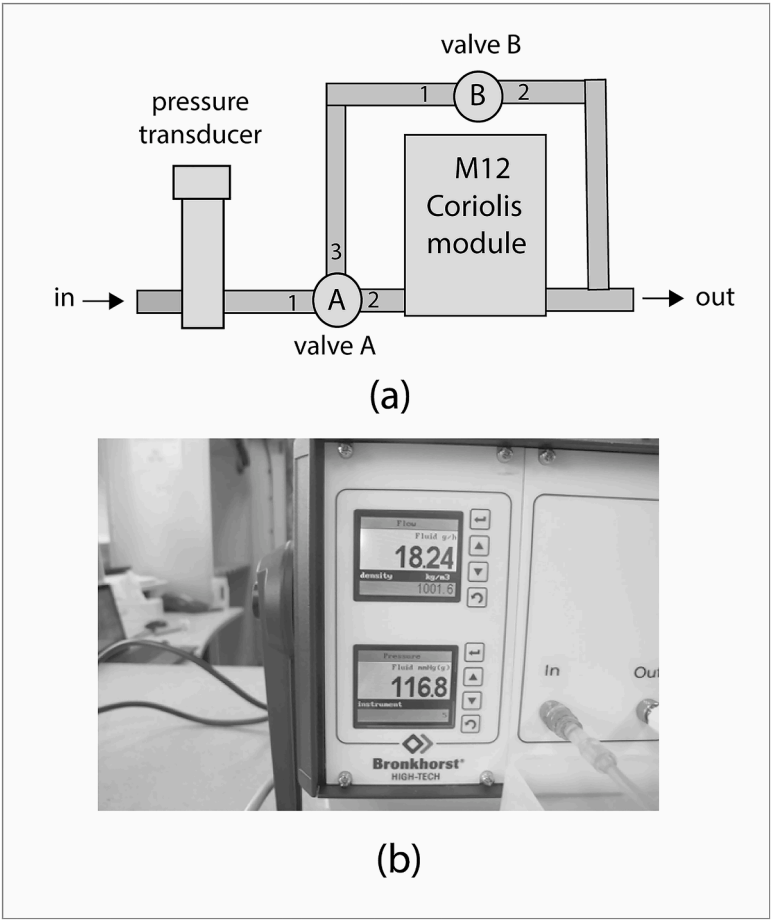 valve B
pressure
transducer
1
B
2
M12
Coriolis
module
3
in
1
A
2
out
valve A
(a)
Flow
Fluid g/h
18.24
density kg/m3
1001.6
Pressure
Fluid mmHg(g)
116.8
Instrument
5
In
Out
Bronkhorst®
HIGH-TECH
(b)